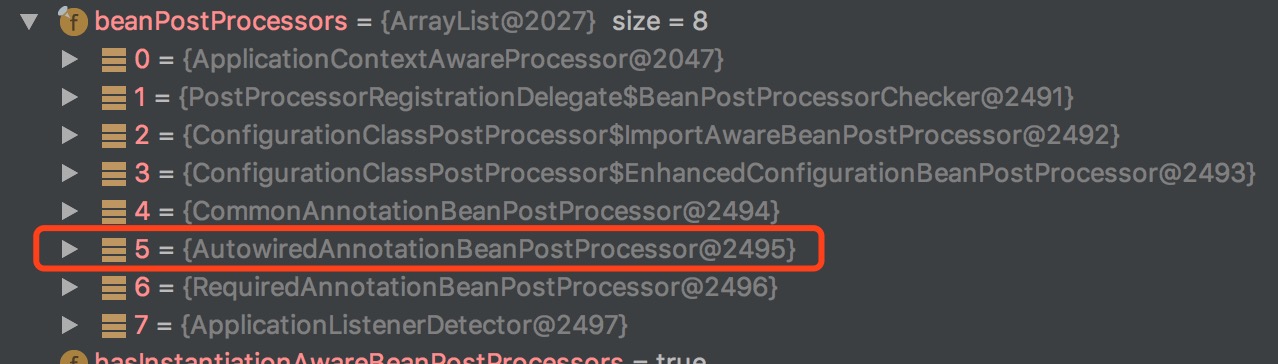 f beanPostProcessors = {ArrayList@2027} size = 8
0 = {ApplicationContextAwareProcessor@2047}
1 = {PostProcessorRegistrationDelegate$BeanPostProcessorChecker@2491}
2 = {ConfigurationClassPostProcessor$ImportAwareBeanPostProcessor@2492}
3 = {ConfigurationClassPostProcessor$EnhancedConfigurationBeanPostProcessor@2493}
4 = {CommonAnnotationBeanPostProcessor@2494}
5 = {AutowiredAnnotationBeanPostProcessor@2495}
6 = {RequiredAnnotationBeanPostProcessor@2496}
7 = {ApplicationListenerDetector@2497}
f hasInstantiationAwareBeanPostProcessors = true